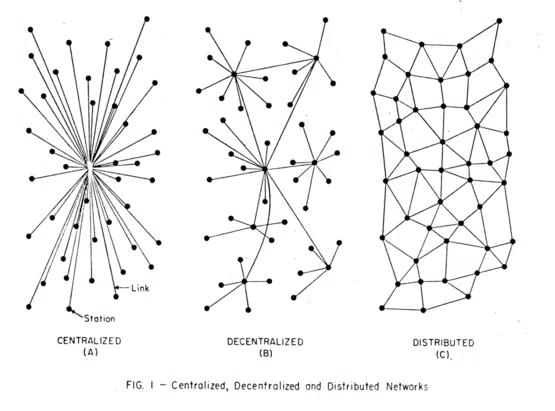 Link
Station
CENTRALIZED
(A)
DECENTRALIZED
(B)
DISTRIBUTED
(C)
FIG. I – Centralized, Decentralized and Distributed Networks